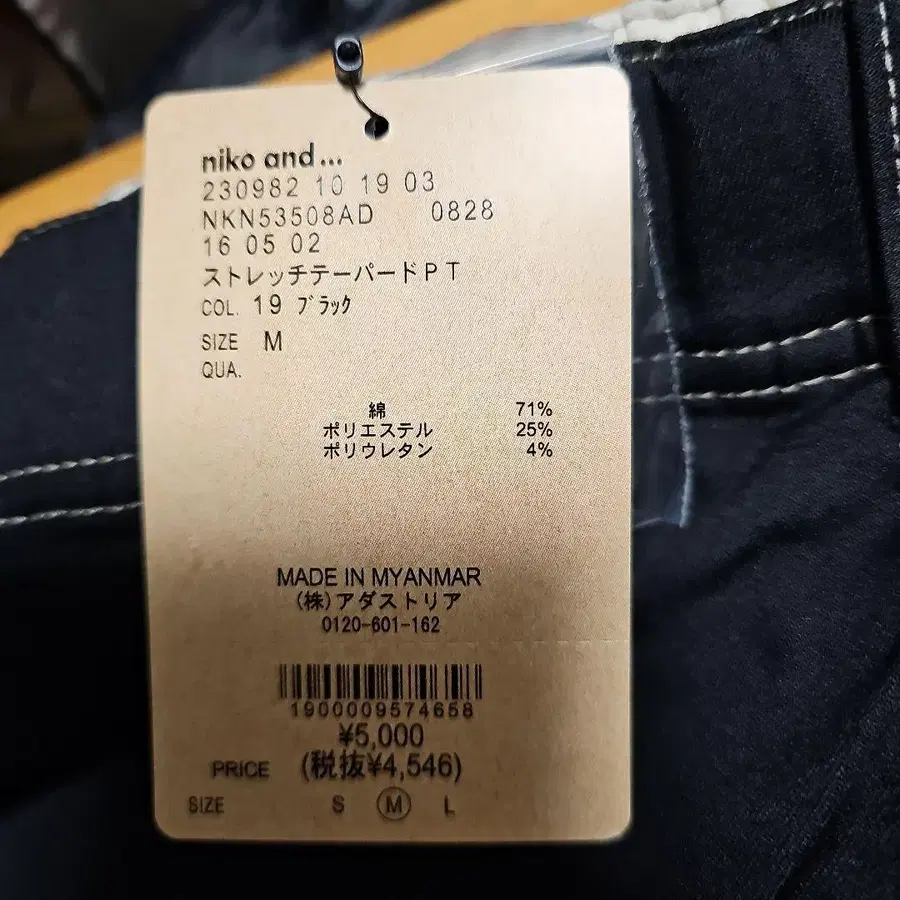 niko and...
230982 10 19 03
NKN53508AD 0828
16 05 02
ストレッチテーパードPT
COL. 19 ブラック
SIZE M
QUA.
綿 71%
ポリエステル 25%
ポリウレタン 4%
MADE IN MYANMAR
(株)アダストリア
0120-601-162
1900009574658
¥5,000
PRICE (税抜¥4,546)
SIZE S M L